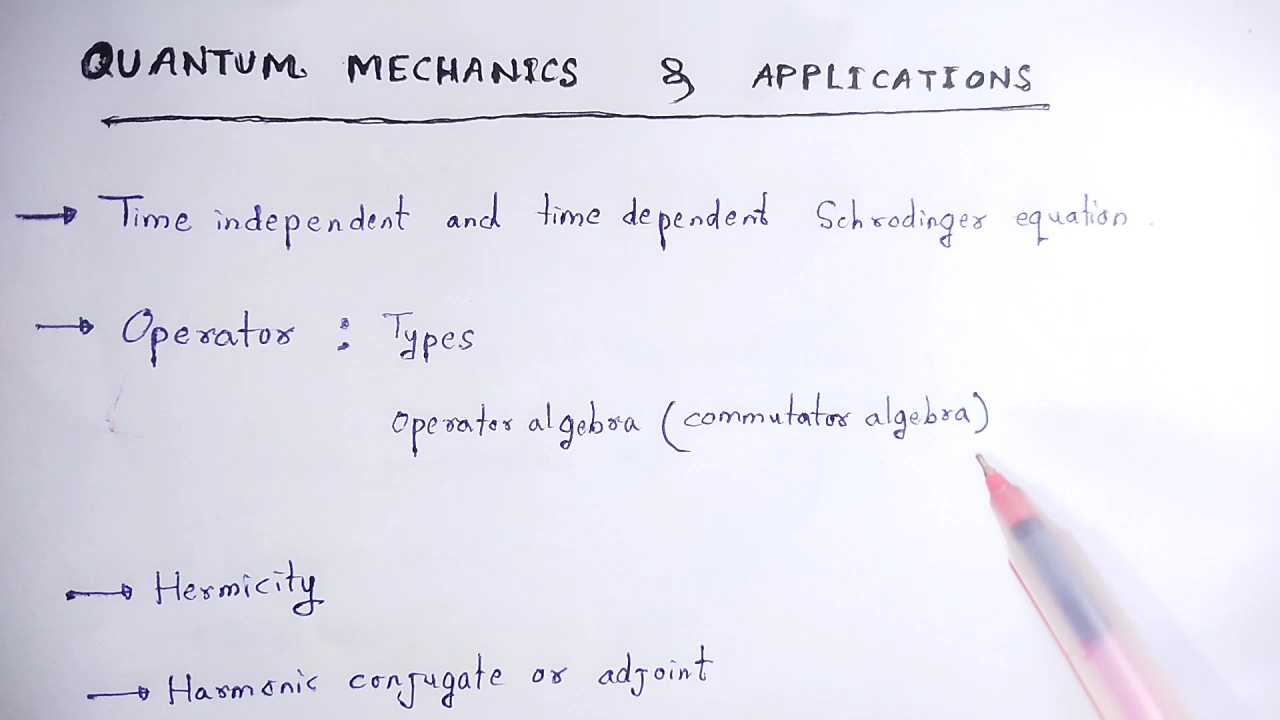 QUANTUM MECHANICS & APPLICATIONS
→ Time independent and time dependent Schrodinger equation.
→ Operator : Types
Operator algebra (commutator algebra)
→ Hermicity
→ Harmonic conjugate or adjoint